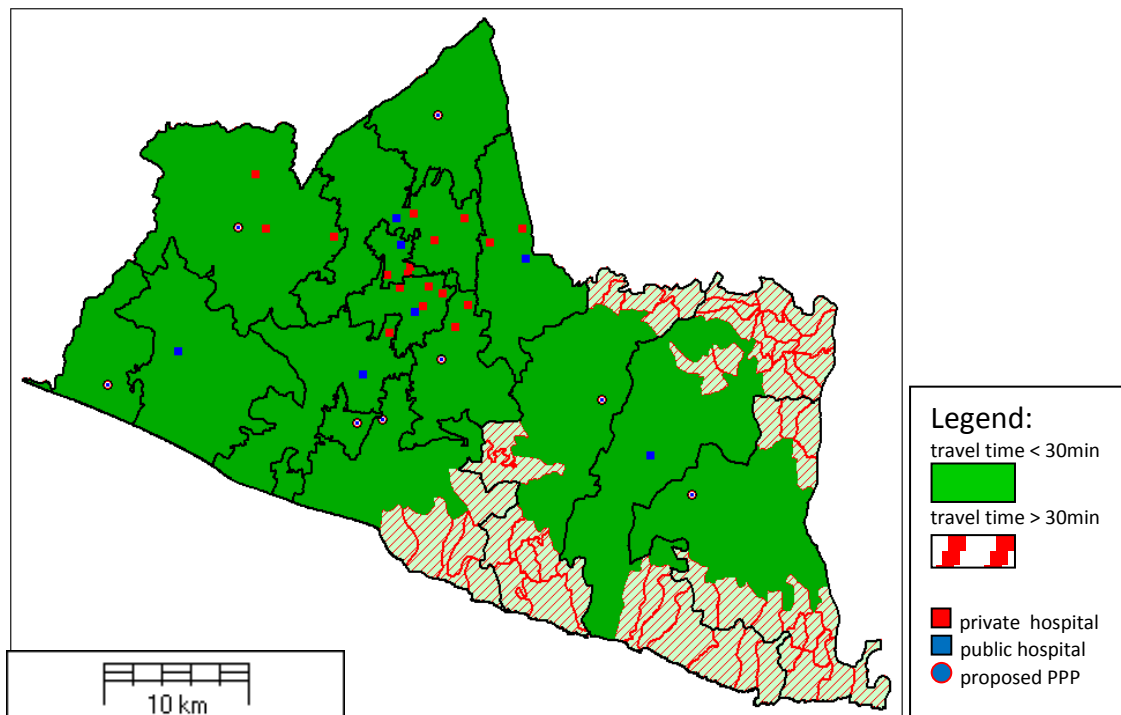 Legend:
travel time < 30min
travel time > 30min
private hospital
public hospital
proposed PPP
10 km